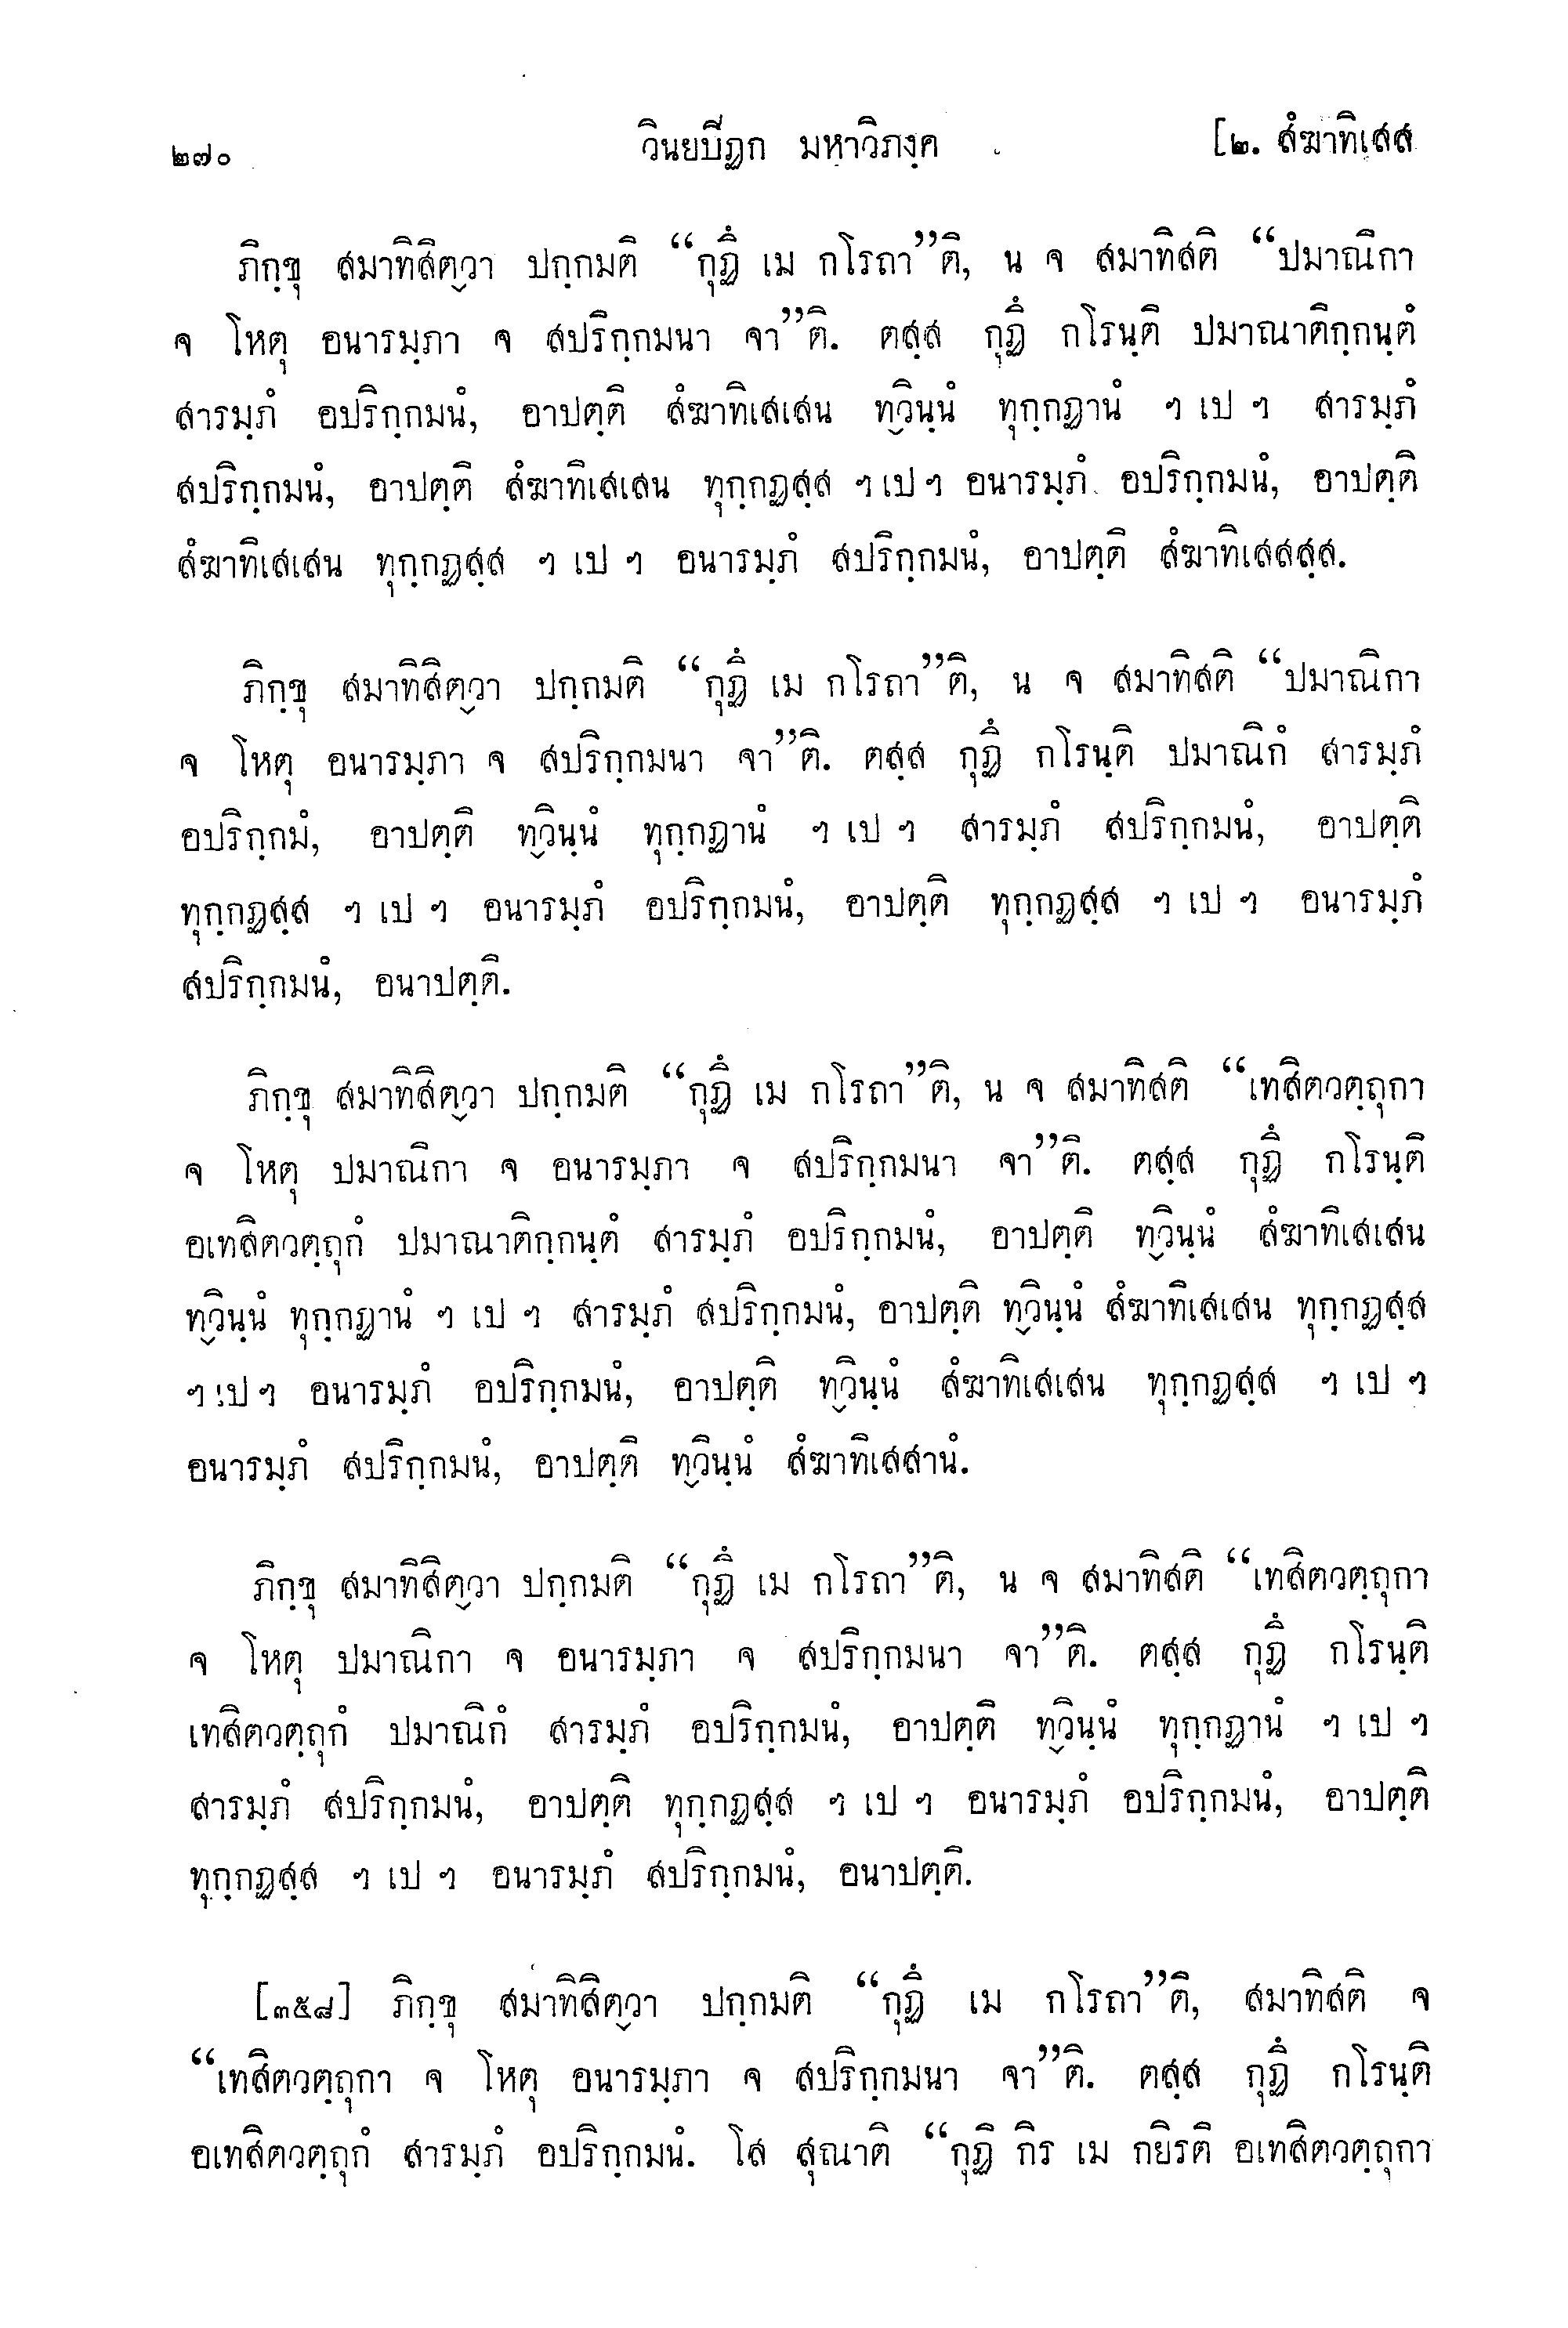 ๒๗๐ วินยปิฏก มหาวิภงฺค [๒. สํฆาทิเสส
ภิกฺขุ สมาทิสิตฺวา ปกฺกมติ “กุฏึ เม กโรถา”ติ, น จ สมาทิสติ “ปมาณิกา
จ โหตุ อนารมฺภา จ สปริกฺกมนา จา”ติ. ตสฺส กุฏึ กโรนฺติ ปมาณาติกฺกนฺตํ
สารมฺภํ อปริกฺกมนํ, อาปตฺติ สํฆาทิเสเสน ทฺวินฺนํ ทุกฺกฏานํ ฯ เป ฯ สารมฺภํ
สปริกฺกมนํ, อาปตฺติ สํฆาทิเสเสน ทุกฺกฏสฺส ฯ เป ฯ อนารมฺภํ อปริกฺกมนํ, อาปตฺติ
สํฆาทิเสเสน ทุกฺกฏสฺส ฯ เป ฯ อนารมฺภํ สปริกฺกมนํ, อาปตฺติ สํฆาทิเสสสฺส.
ภิกฺขุ สมาทิสิตฺวา ปกฺกมติ “กุฏึ เม กโรถา”ติ, น จ สมาทิสติ “ปมาณิกา
จ โหตุ อนารมฺภา จ สปริกฺกมนา จา”ติ. ตสฺส กุฏึ กโรนฺติ ปมาณิกํ สารมฺภํ
อปริกฺกมํ, อาปตฺติ ทฺวินฺนํ ทุกฺกฏานํ ฯ เป ฯ สารมฺภํ สปริกฺกมนํ, อาปตฺติ
ทุกฺกฏสฺส ฯ เป ฯ อนารมฺภํ อปริกฺกมนํ, อาปตฺติ ทุกฺกฏสฺส ฯ เป ฯ อนารมฺภํ
สปริกฺกมนํ, อนาปตฺติ.
ภิกฺขุ สมาทิสิตฺวา ปกฺกมติ “กุฏึ เม กโรถา”ติ, น จ สมาทิสติ “เทสิตวตฺถุกา
จ โหตุ ปมาณิกา จ อนารมฺภา จ สปริกฺกมนา จา”ติ. ตสฺส กุฏึ กโรนฺติ
อเทสิตวตฺถุกํ ปมาณาติกฺกนฺตํ สารมฺภํ อปริกฺกมนํ, อาปตฺติ ทฺวินฺนํ สํฆาทิเสเสน
ทฺวินฺนํ ทุกฺกฏานํ ฯ เป ฯ สารมฺภํ สปริกฺกมนํ, อาปตฺติ ทฺวินฺนํ สํฆาทิเสเสน ทุกฺกฏสฺส
ฯ เป ฯ อนารมฺภํ อปริกฺกมนํ, อาปตฺติ ทฺวินฺนํ สํฆาทิเสเสน ทุกฺกฏสฺส ฯ เป ฯ
อนารมฺภํ สปริกฺกมนํ, อาปตฺติ ทฺวินฺนํ สํฆาทิเสสานํ.
ภิกฺขุ สมาทิสิตฺวา ปกฺกมติ “กุฏึ เม กโรถา”ติ, น จ สมาทิสติ “เทสิตวตฺถุกา
จ โหตุ ปมาณิกา จ อนารมฺภา จ สปริกฺกมนา จา”ติ. ตสฺส กุฏึ กโรนฺติ
เทสิตวตฺถุกํ ปมาณิกํ สารมฺภํ อปริกฺกมนํ, อาปตฺติ ทฺวินฺนํ ทุกฺกฏานํ ฯ เป ฯ
สารมฺภํ สปริกฺกมนํ, อาปตฺติ ทุกฺกฏสฺส ฯ เป ฯ อนารมฺภํ อปริกฺกมนํ, อาปตฺติ
ทุกฺกฏสฺส ฯ เป ฯ อนารมฺภํ สปริกฺกมนํ, อนาปตฺติ.
[๓๕๘] ภิกฺขุ สมาทิสิตฺวา ปกฺกมติ “กุฏึ เม กโรถา”ติ, สมาทิสติ จ
“เทสิตวตฺถุกา จ โหตุ อนารมฺภา จ สปริกฺกมนา จา”ติ. ตสฺส กุฏึ กโรนฺติ
อเทสิตวตฺถุกํ สารมฺภํ อปริกฺกมนํ. โส สุณาติ “กุฏิ กิร เม กยิรติ อเทสิตวตฺถุกา